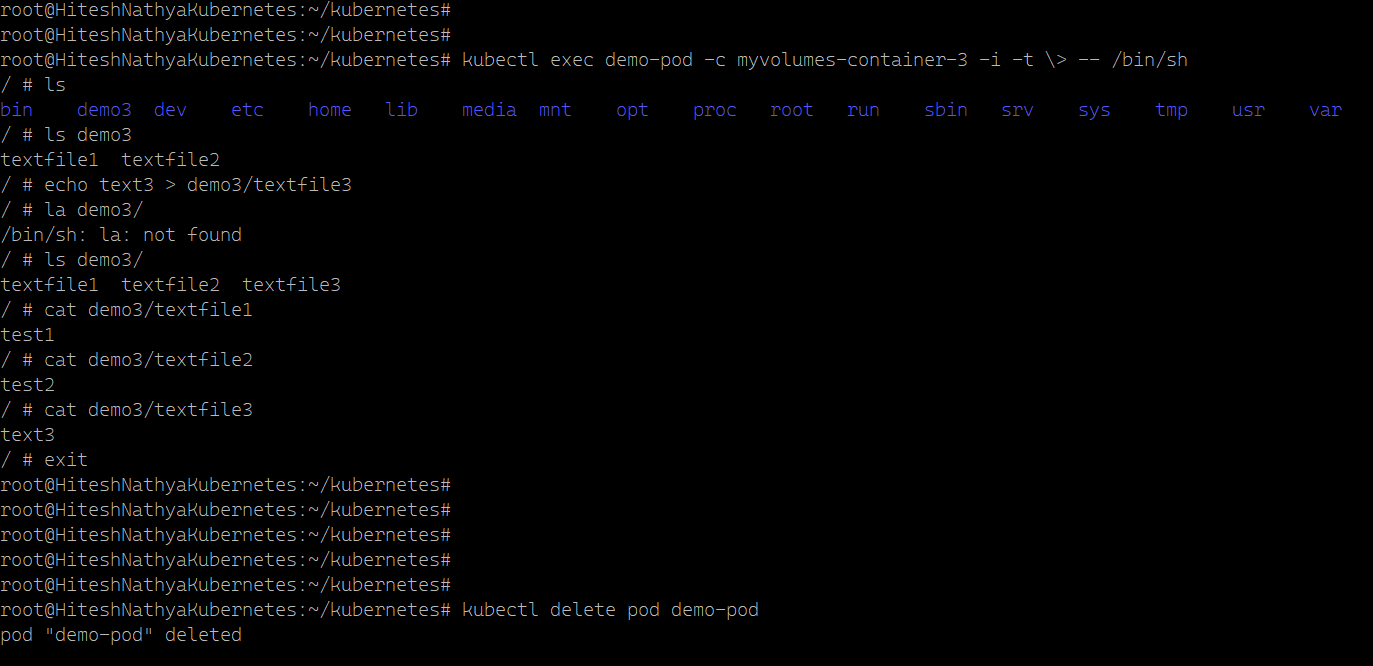 root@HiteshNathyaKubernetes:~/kubernetes#
root@HiteshNathyaKubernetes:~/kubernetes#
root@HiteshNathyaKubernetes:~/kubernetes# kubectl exec demo-pod -c myvolumes-container-3 -i -t \> -- /bin/sh
/ # ls
bin    demo3  dev    etc    home   lib    media  mnt    opt    proc   root   run    sbin   srv    sys    tmp    usr    var
/ # ls demo3
textfile1  textfile2
/ # echo text3 > demo3/textfile3
/ # la demo3/
/bin/sh: la: not found
/ # ls demo3/
textfile1  textfile2  textfile3
/ # cat demo3/textfile1
test1
/ # cat demo3/textfile2
test2
/ # cat demo3/textfile3
text3
/ # exit
root@HiteshNathyaKubernetes:~/kubernetes#
root@HiteshNathyaKubernetes:~/kubernetes#
root@HiteshNathyaKubernetes:~/kubernetes#
root@HiteshNathyaKubernetes:~/kubernetes#
root@HiteshNathyaKubernetes:~/kubernetes#
root@HiteshNathyaKubernetes:~/kubernetes# kubectl delete pod demo-pod
pod "demo-pod" deleted